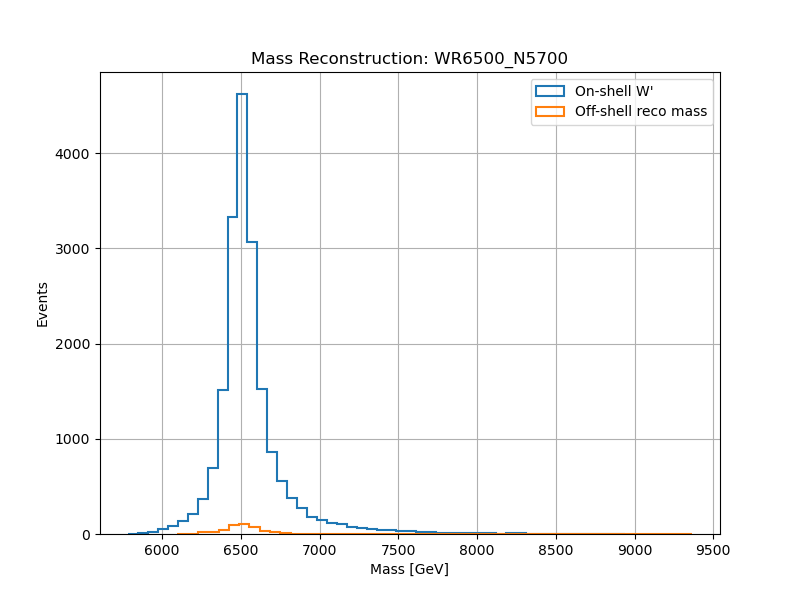 Mass Reconstruction: WR6500_N5700
On-shell W'
Off-shell reco mass
4000
3000
2000
1000
0
Events
6000 6500 7000 7500 8000 8500 9000 9500
Mass [GeV]